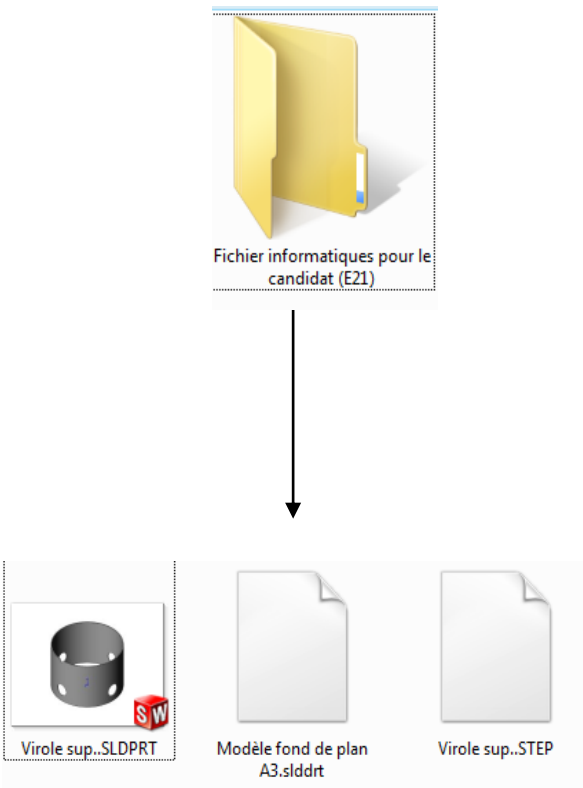 Fichier informatiques pour le
candidat (E21)
SW
Virole sup..SLDPRT
Modèle fond de plan
A3.slddrt
Virole sup..STEP